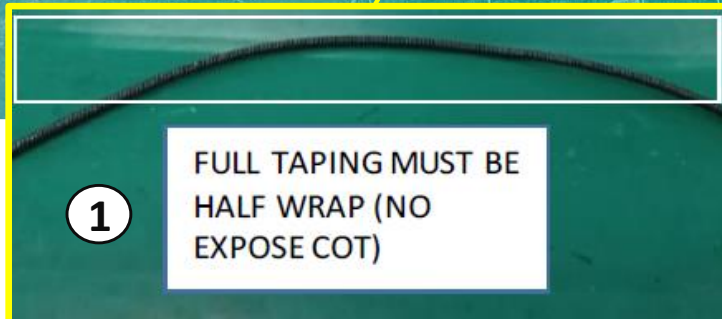 FULL TAPING MUST BE
HALF WRAP (NO
EXPOSE COT)
1